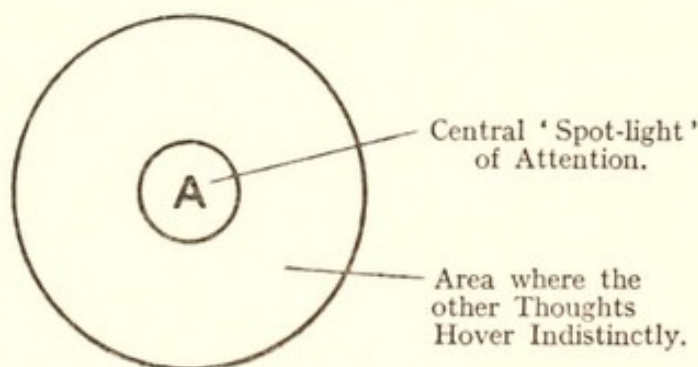 A
Central ‘Spot-light’
of Attention.
Area where the
other Thoughts
Hover Indistinctly.